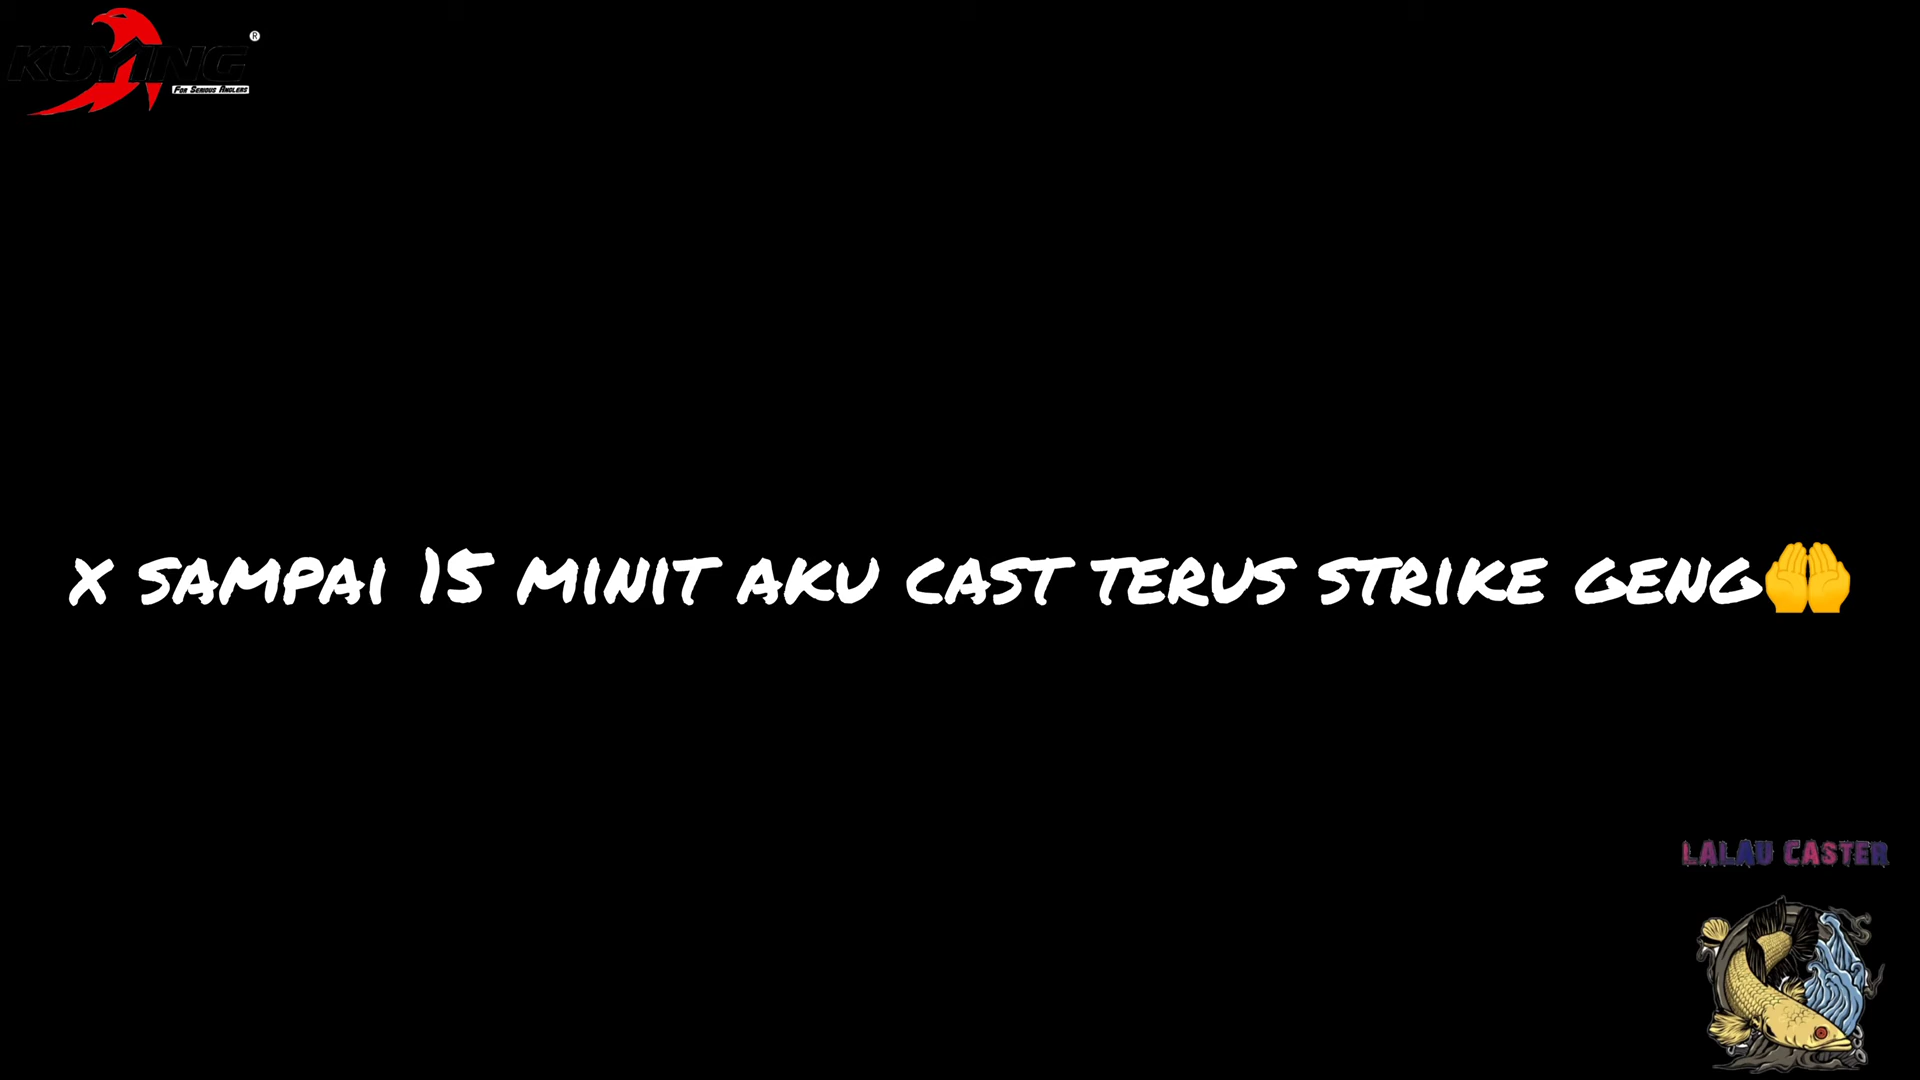 KUYING®
For Serious Anglers
x sampai 15 minit aku cast terus strike geng🤲
LALAU CASTER